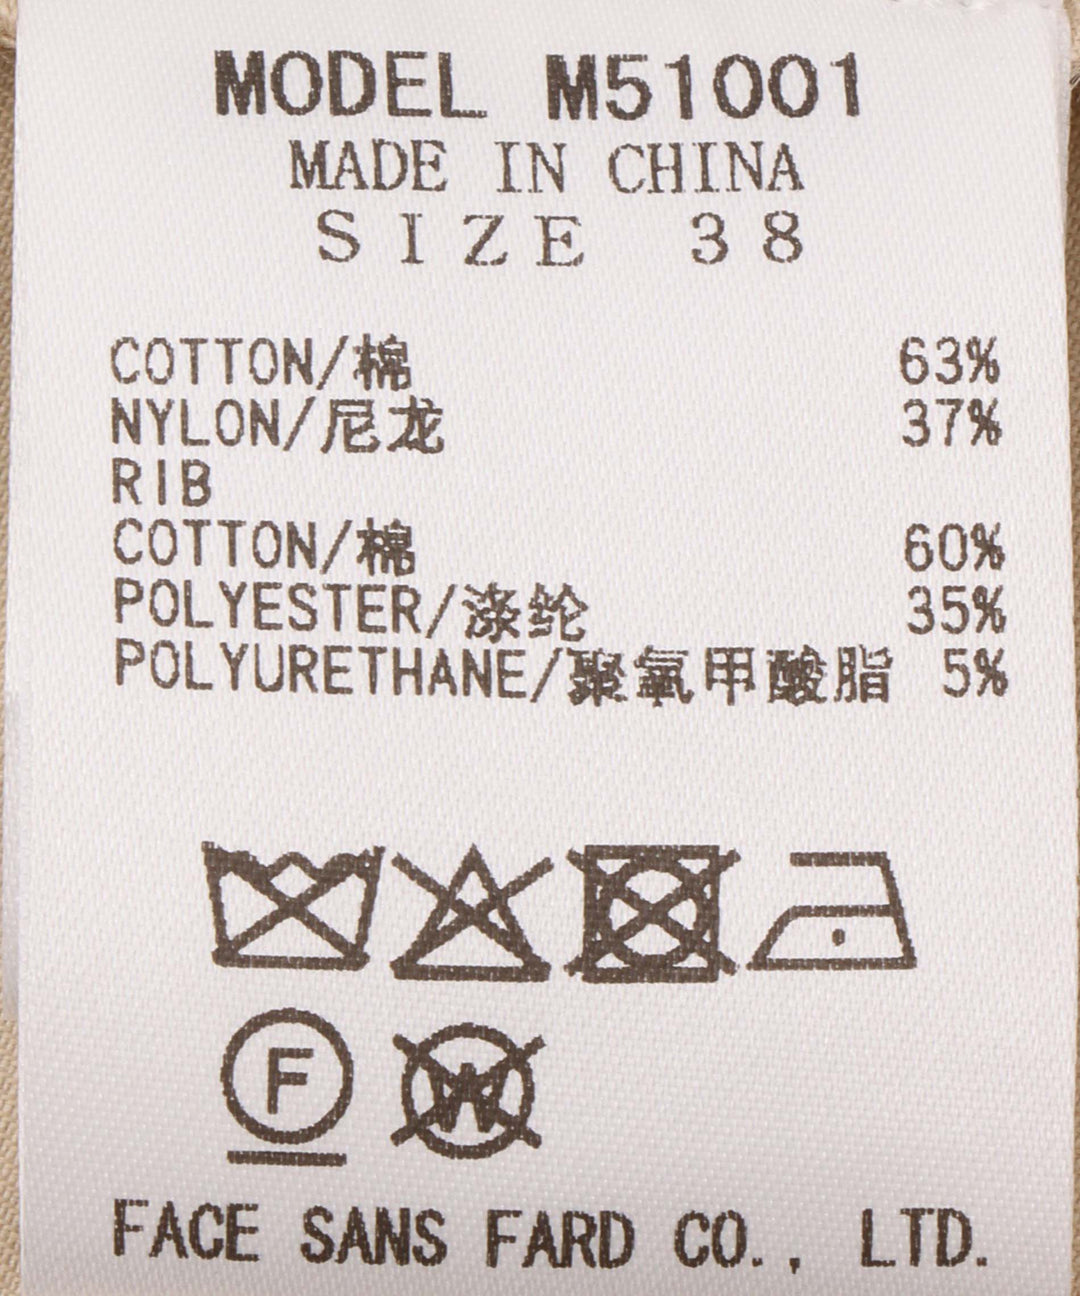 MODEL M51001
MADE IN CHINA
SIZE 38
COTTON/棉 63%
NYLON/尼龙 37%
RIB
COTTON/棉 60%
POLYESTER/涤纶 35%
POLYURETHANE/聚氨甲酸脂 5%
F
W
FACE SANS FARD CO., LTD.